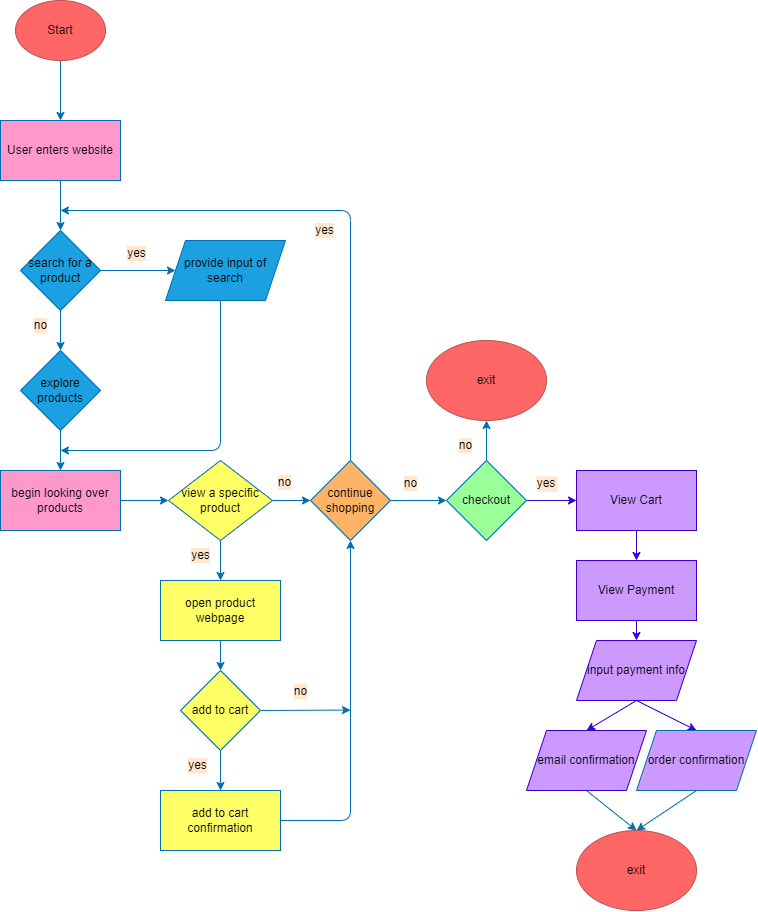 Start
User enters website
yes
search for a
product
yes
provide input of
search
no
explore
products
exit
no
begin looking over
products
view a specific
product
no
continue
shopping
no
checkout
yes
View Cart
yes
open product
webpage
View Payment
input payment info
add to cart
no
yes
email confirmation
order confirmation
add to cart
confirmation
exit